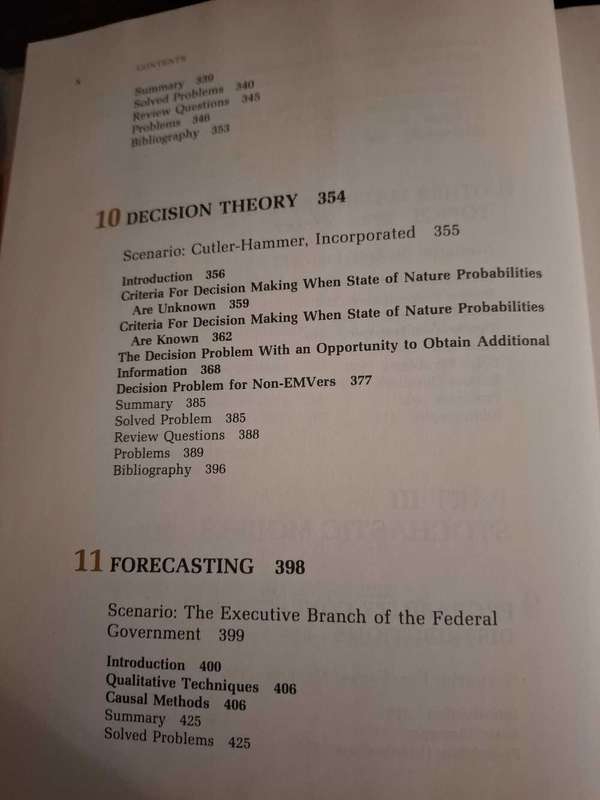 x CONTENTS
Summary 339
Solved Problems 340
Review Questions 345
Problems 346
Bibliography 353
10 DECISION THEORY 354
Scenario: Cutler-Hammer, Incorporated 355
Introduction 356
Criteria For Decision Making When State of Nature Probabilities
Are Unknown 359
Criteria For Decision Making When State of Nature Probabilities
Are Known 362
The Decision Problem With an Opportunity to Obtain Additional
Information 368
Decision Problem for Non-EMVers 377
Summary 385
Solved Problem 385
Review Questions 388
Problems 389
Bibliography 396
11 FORECASTING 398
Scenario: The Executive Branch of the Federal
Government 399
Introduction 400
Qualitative Techniques 406
Causal Methods 406
Summary 425
Solved Problems 425